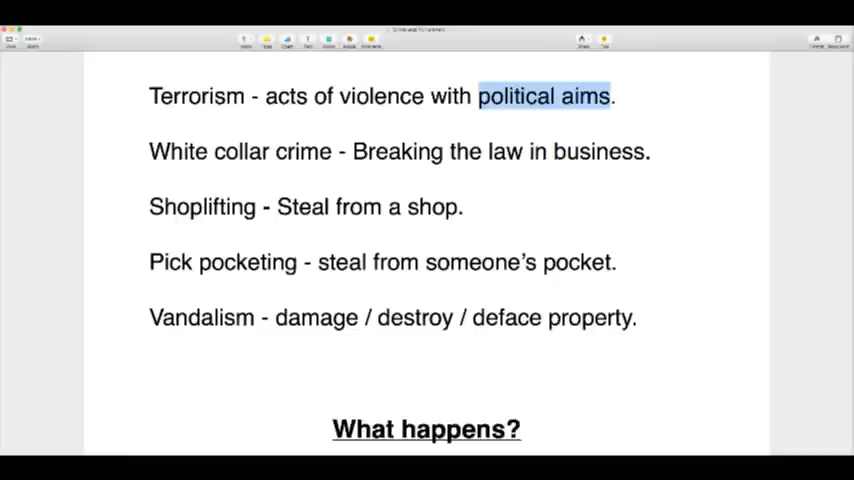 Terrorism - acts of violence with political aims.
White collar crime - Breaking the law in business.
Shoplifting - Steal from a shop.
Pick pocketing - steal from someone’s pocket.
Vandalism - damage / destroy / deface property.
What happens?